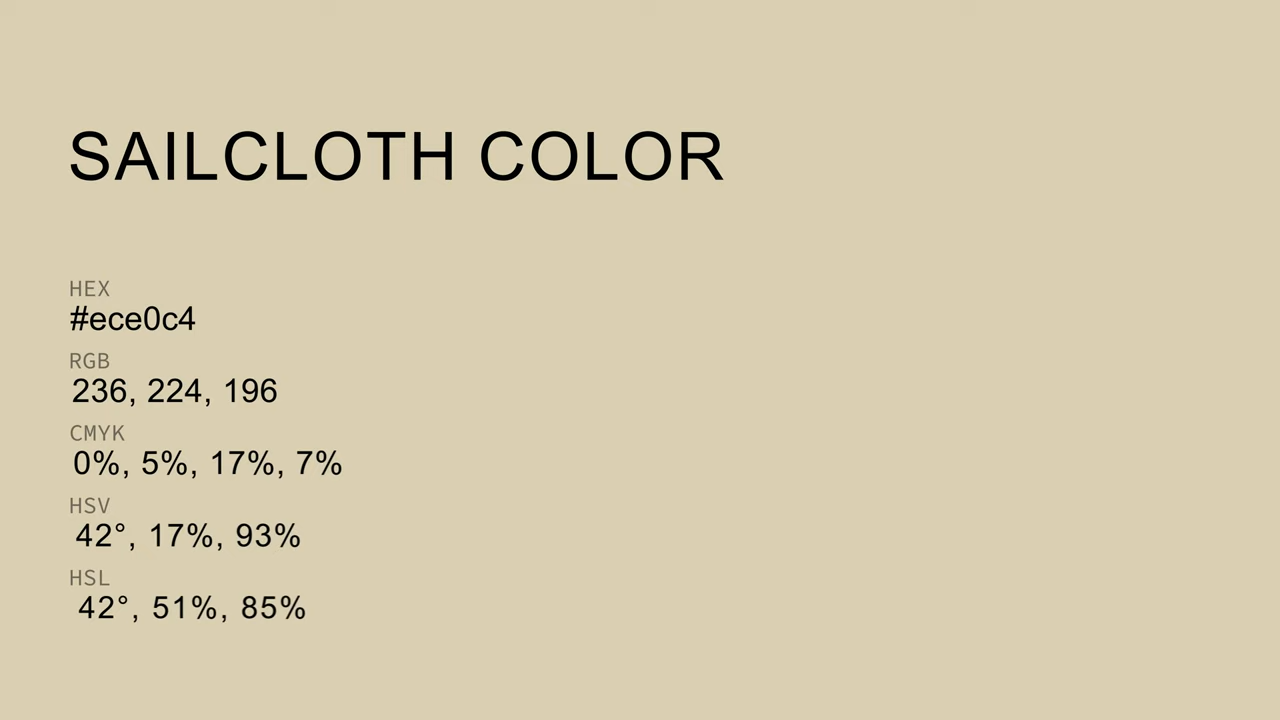 SAILCLOTH COLOR
HEX
#ece0c4
RGB
236, 224, 196
CMYK
0%, 5%, 17%, 7%
HSV
42°, 17%, 93%
HSL
42°, 51%, 85%